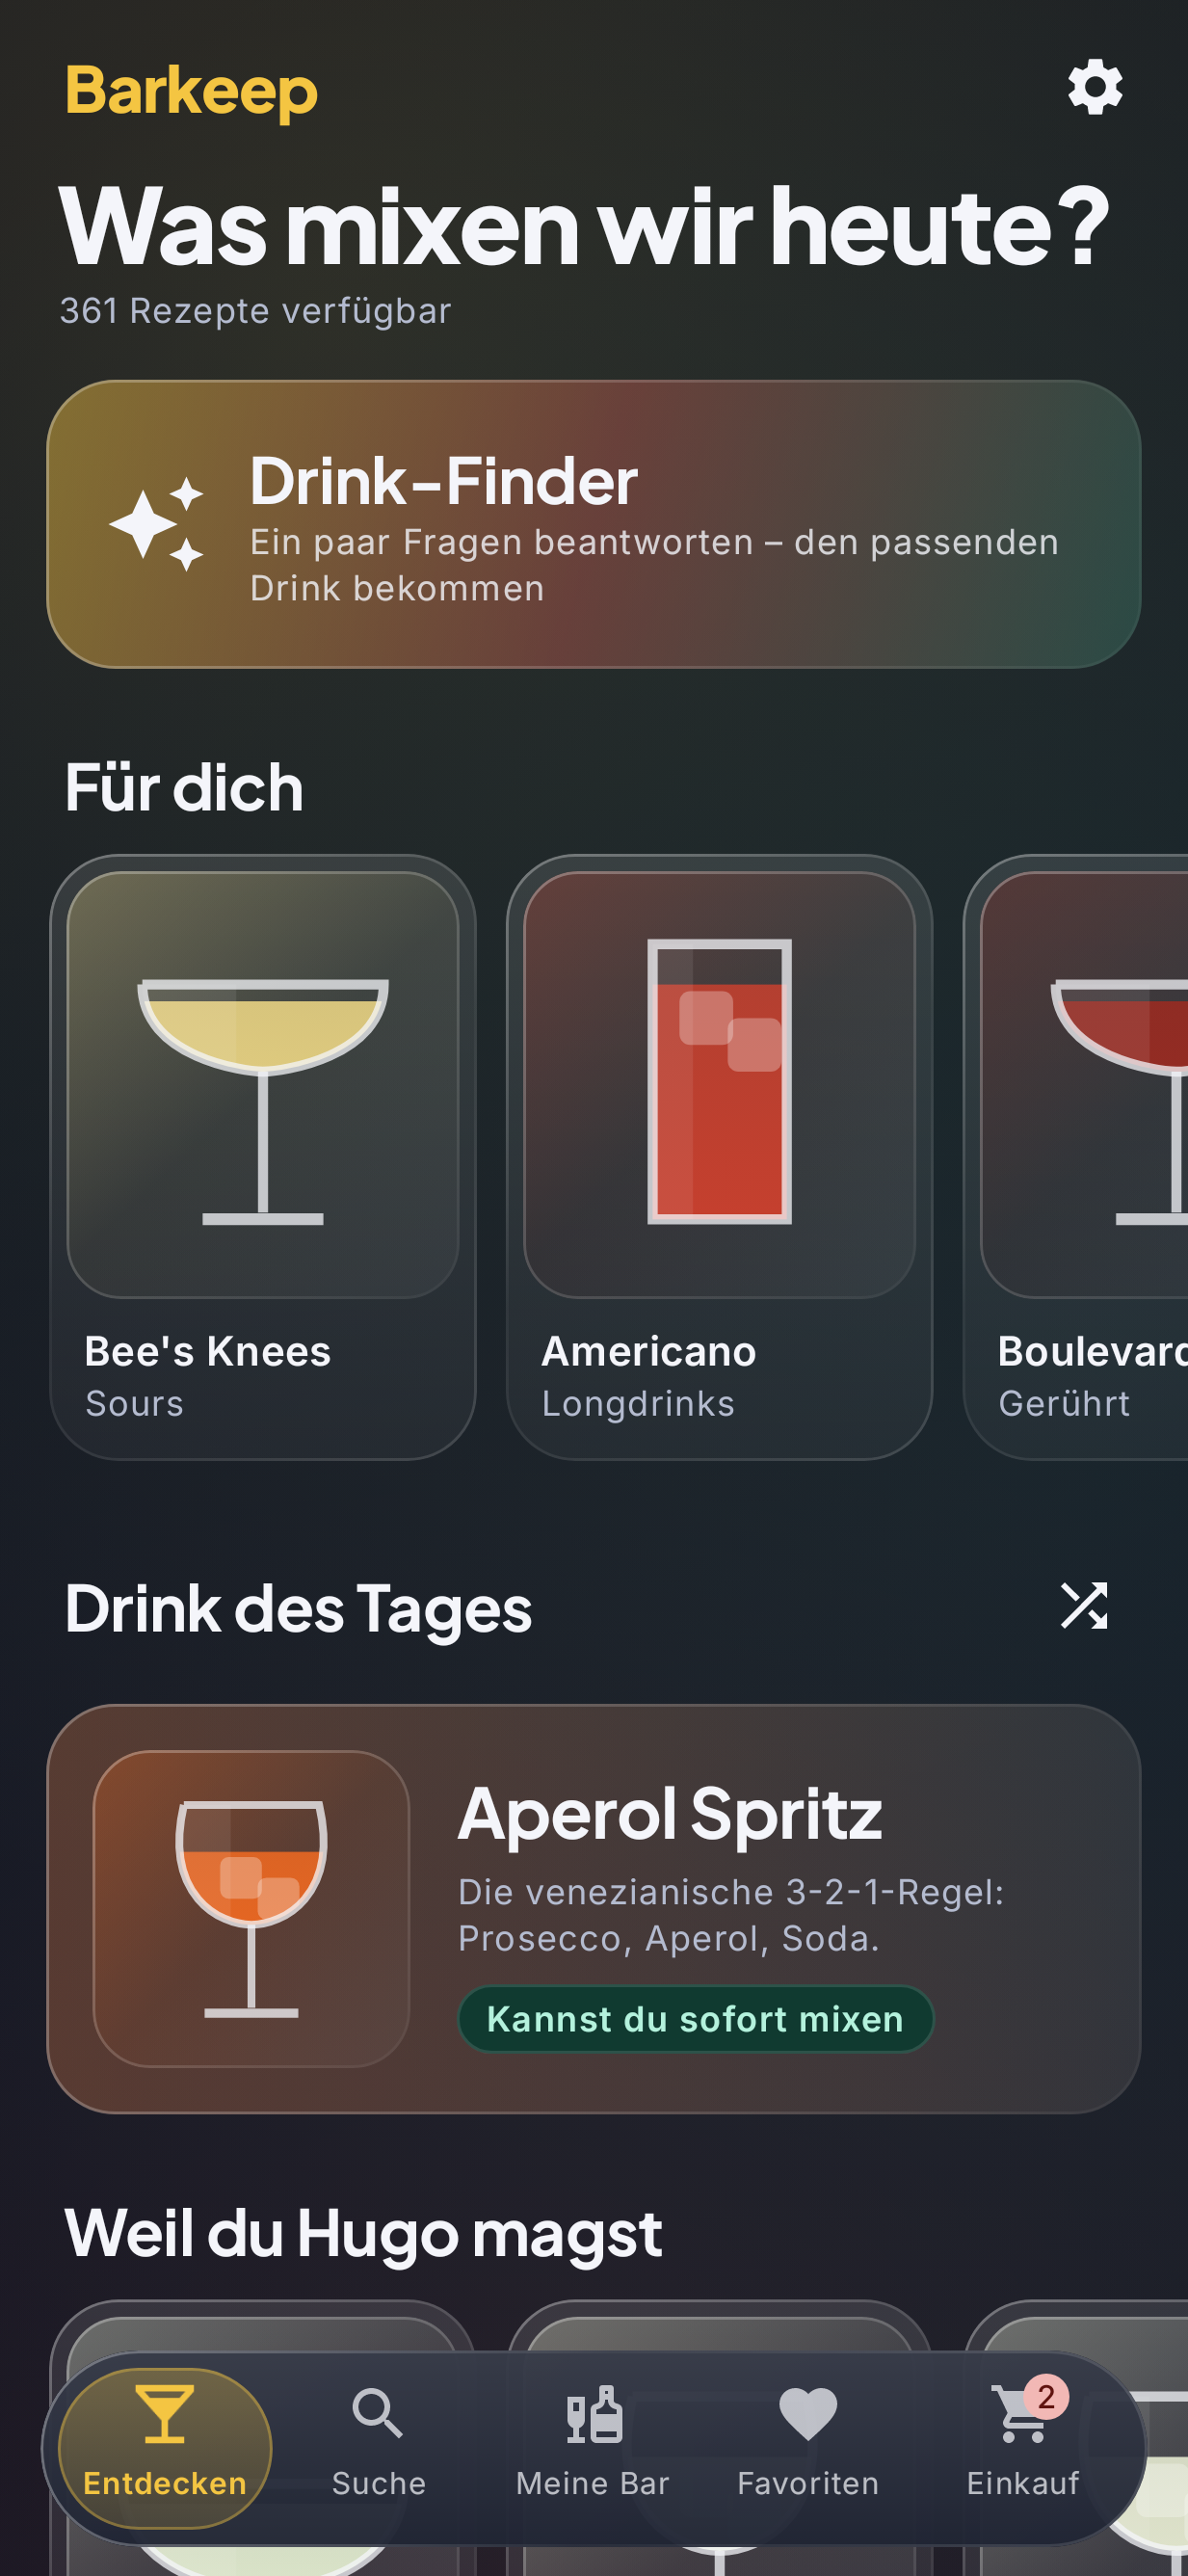 Barkeep
Was mixen wir heute?
361 Rezepte verfügbar
Drink-Finder
Ein paar Fragen beantworten – den passenden
Drink bekommen
Für dich
Bee's Knees
Sours
Americano
Longdrinks
Boulevard
Gerührt
Drink des Tages
Aperol Spritz
Die venezianische 3-2-1-Regel:
Prosecco, Aperol, Soda.
Kannst du sofort mixen
Weil du Hugo magst
2
Entdecken
Suche
Meine Bar
Favoriten
Einkauf